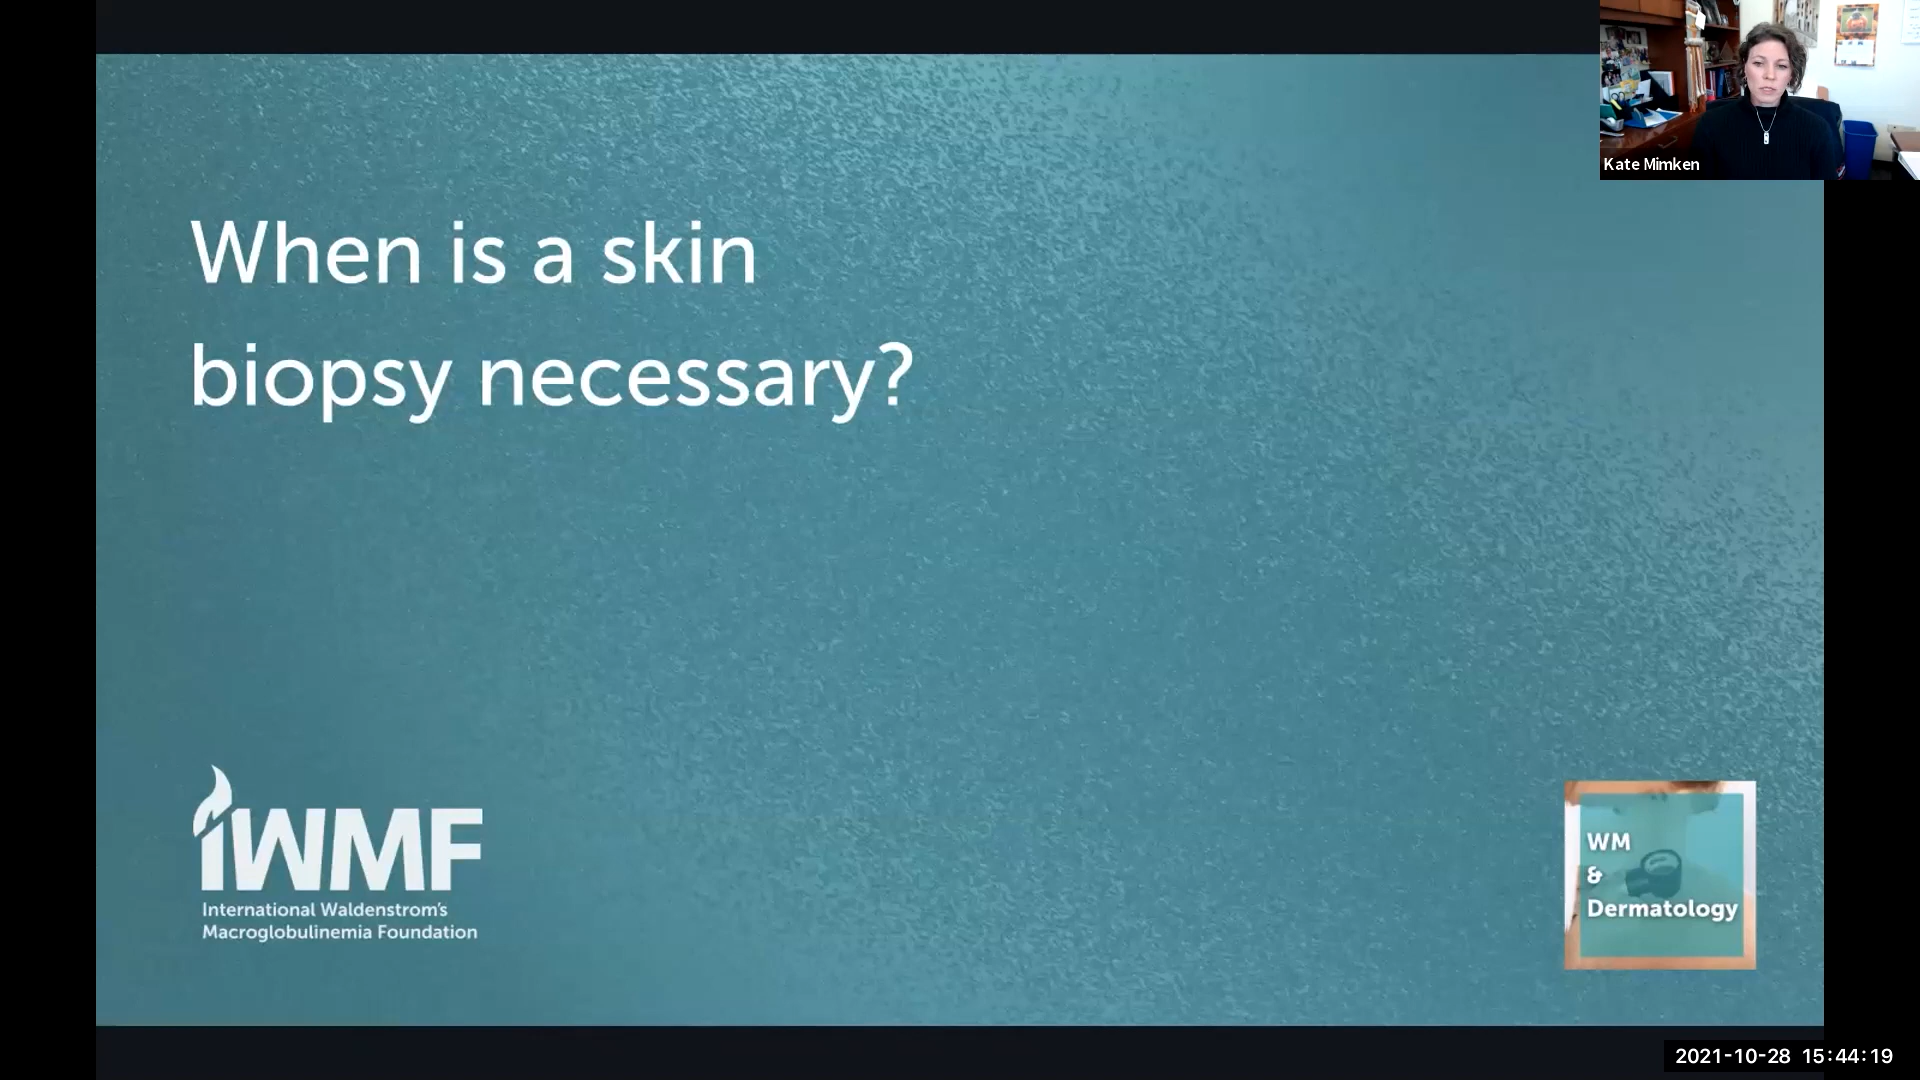 When is a skin
biopsy necessary?
Kate Mimken
IWMF
International Waldenstrom's
Macroglobulinemia Foundation
WM
&
Dermatology
2021-10-28 15:44:19